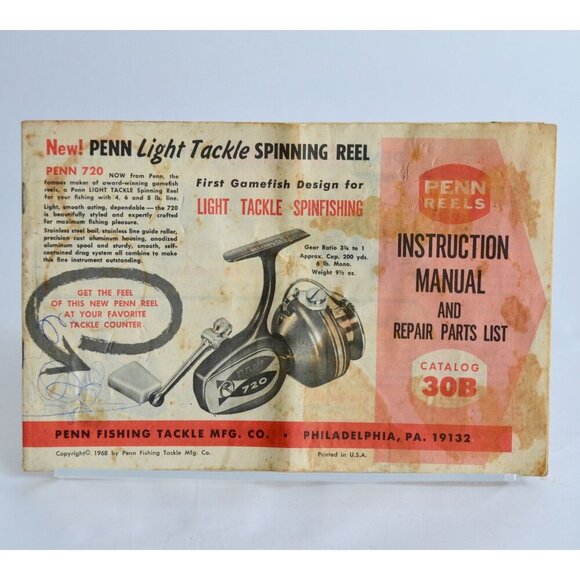 New! PENN Light Tackle SPINNING REEL
PENN 720
NOW from Penn, the
famous maker of award-winning gamefish
reels, a Penn LIGHT TACKLE Spinning Reel
for your fishing with 4, 6 and 8 lb. line.
Light, smooth acting, dependable - the 720
is beautifully styled and expertly crafted
for maximum fishing pleasure.
Stainless steel bail, stainless line guide roller,
precision cast aluminum housing, anodized
aluminum spool and sturdy, smooth, self-
contained drag system all combine to make
this fine instrument outstanding.
First Gamefish Design for
LIGHT TACKLE SPINFISHING
Gear Ratio 3¾ to 1
Approx. Cap. 200 yds.
6 lb. Mono.
Weight 9½ oz.
GET THE FEEL
OF THIS NEW PENN REEL
AT YOUR FAVORITE
TACKLE COUNTER
720
PENN
REELS
INSTRUCTION
MANUAL
AND
REPAIR PARTS LIST
CATALOG
30B
PENN FISHING TACKLE MFG. CO. • PHILADELPHIA, PA. 19132
Copyright© 1968 by Penn Fishing Tackle Mfg. Co.
Printed in U.S.A.